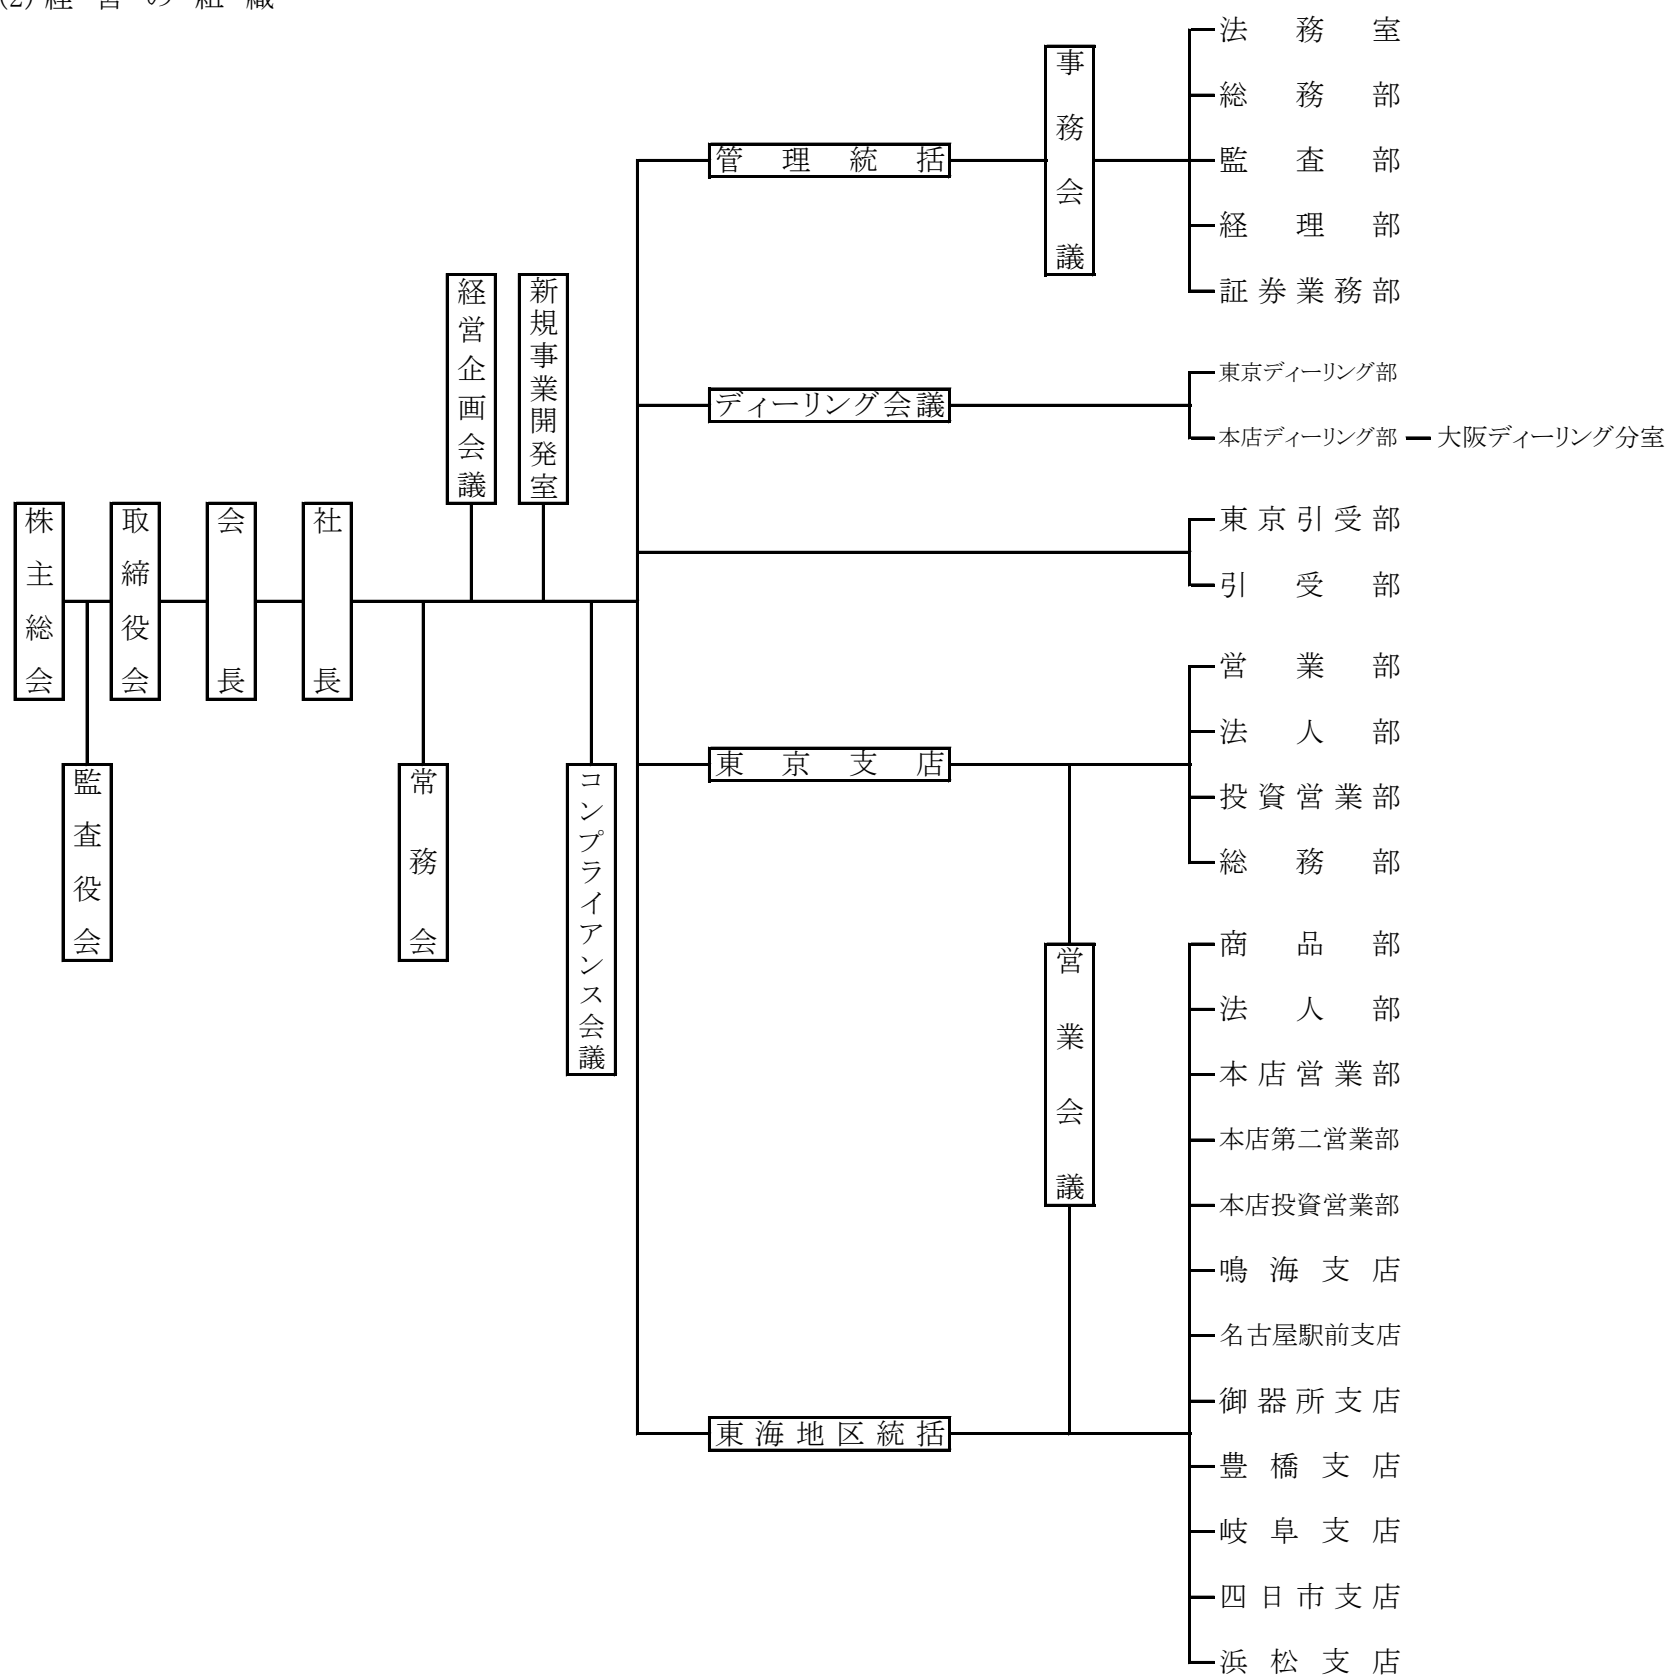 (2) 経営の組織
法務室
総務部
監査部
経理部
証券業務部
事務会議
管理統括
経営企画会議
新規事業開発室
ディーリング会議
東京ディーリング部
本店ディーリング部
大阪ディーリング分室
株主総会
取締役会
会長
社長
東京引受部
引受部
監査役会
常務会
コンプライアンス会議
東京支店
営業部
法人部
投資営業部
総務部
営業会議
東海地区統括
商品部
法人部
本店営業部
本店第二営業部
本店投資営業部
鳴海支店
名古屋駅前支店
御器所支店
豊橋支店
岐阜支店
四日市支店
浜松支店